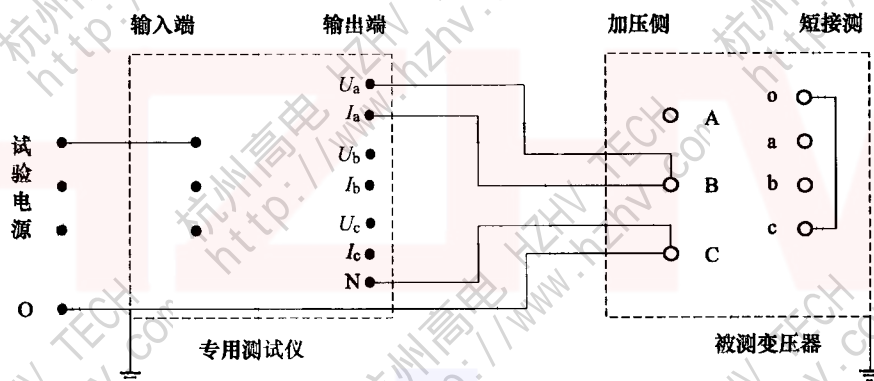 输入端
输出端
加压侧
短接测
试验电源
O
Ua
Ia
Ub
Ib
Uc
Ic
N
A
B
C
o
a
b
c
专用测试仪
被测变压器
杭州高电 HZHV TECH
http://www.hzhv.com